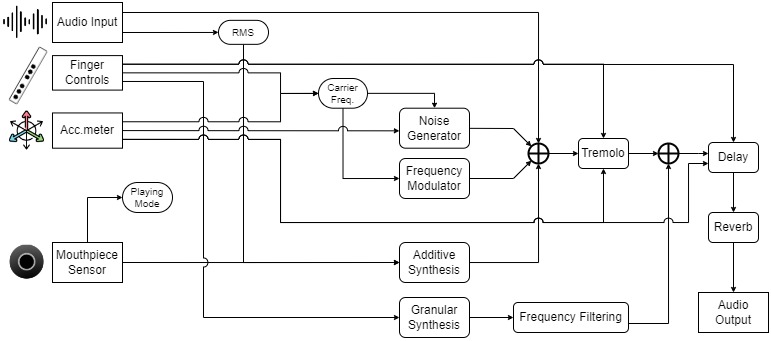 Audio Input
RMS
Finger
Controls
Carrier
Freq.
Acc.meter
Noise
Generator
Tremolo
Delay
Frequency
Modulator
Playing
Mode
Reverb
Mouthpiece
Sensor
Additive
Synthesis
Granular
Synthesis
Frequency Filtering
Audio
Output